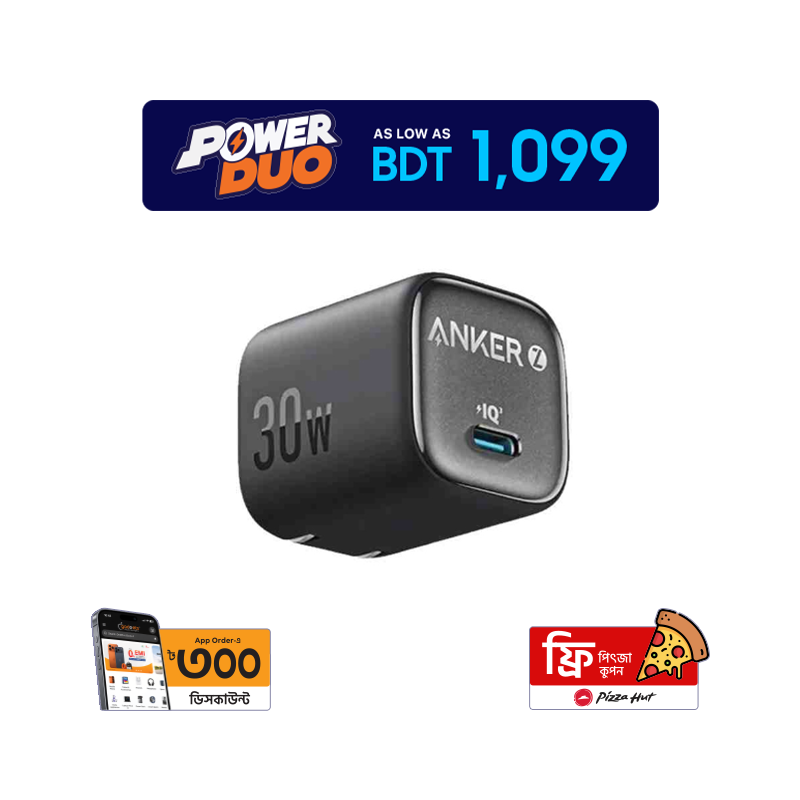 POWER
DUO
AS LOW AS
BDT 1,099
ANKER
IQ³
30W
App Order-এ
৳৩০০
ডিসকাউন্ট
ফ্রি
পিৎজা
কুপন
Pizza Hut